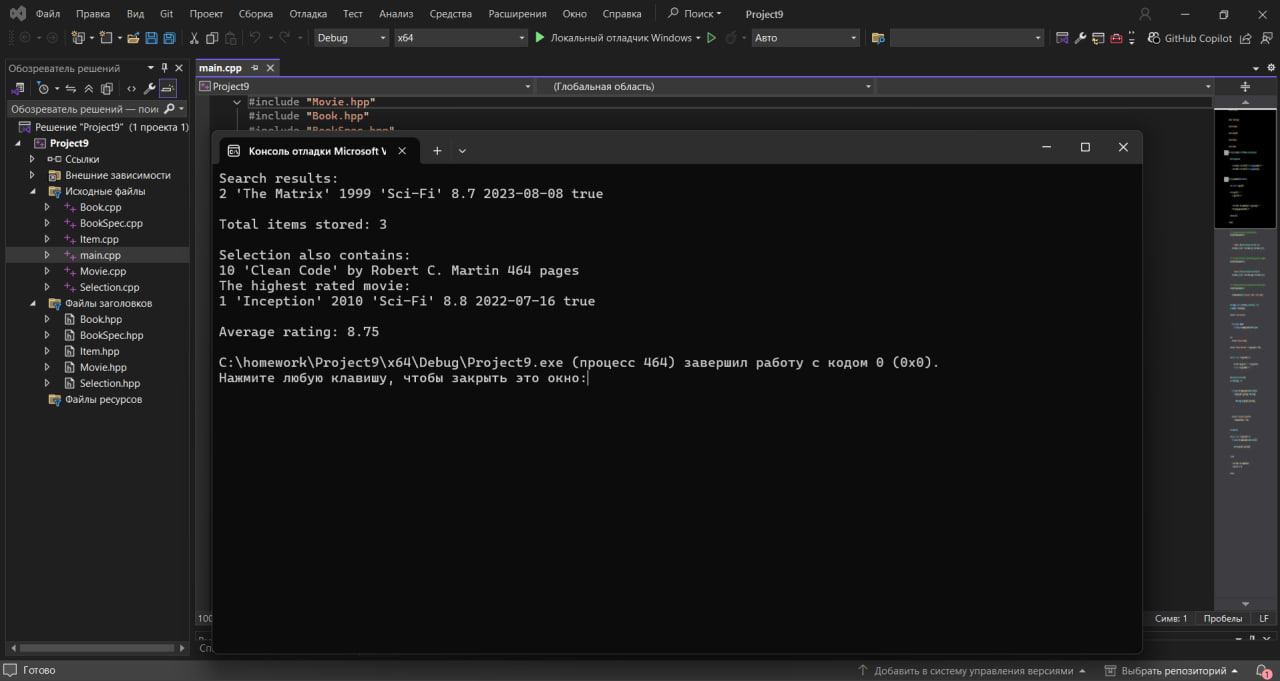 Файл Правка Вид Git Проект Сборка Отладка Тест Анализ Средства Расширения Окно Справка Поиск Project9
Debug x64 Локальный отладчик Windows Авто GitHub Copilot
Обозреватель решений
main.cpp
Project9 (Глобальная область)
Обозреватель решений — пои
#include "Movie.hpp"
#include "Book.hpp"
#include "BookSpec.hpp"
Решение "Project9" (1 проекта 1)
Project9
Ссылки
Внешние зависимости
Исходные файлы
Book.cpp
BookSpec.cpp
Item.cpp
main.cpp
Movie.cpp
Selection.cpp
Файлы заголовков
Book.hpp
BookSpec.hpp
Item.hpp
Movie.hpp
Selection.hpp
Файлы ресурсов
Консоль отладки Microsoft V
Search results:
2 'The Matrix' 1999 'Sci-Fi' 8.7 2023-08-08 true
Total items stored: 3
Selection also contains:
10 'Clean Code' by Robert C. Martin 464 pages
The highest rated movie:
1 'Inception' 2010 'Sci-Fi' 8.8 2022-07-16 true
Average rating: 8.75
C:\homework\Project9\x64\Debug\Project9.exe (процесс 464) завершил работу с кодом 0 (0x0).
Нажмите любую клавишу, чтобы закрыть это окно:
100
Симв: 1 Пробелы LF
Сп
Готово
Добавить в систему управления версиями Выбрать репозиторий 1